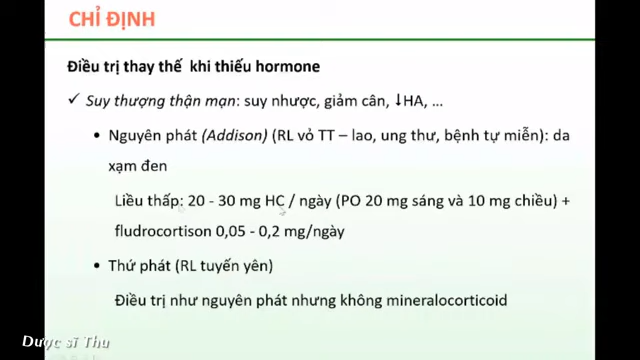 CHỈ ĐỊNH
Điều trị thay thế khi thiếu hormone
✓ Suy thượng thận mạn: suy nhược, giảm cân, ↓HA, ...
• Nguyên phát (Addison) (RL vỏ TT – lao, ung thư, bệnh tự miễn): da
xạm đen
Liều thấp: 20 - 30 mg HC / ngày (PO 20 mg sáng và 10 mg chiều) +
fludrocortison 0,05 - 0,2 mg/ngày
• Thứ phát (RL tuyến yên)
Điều trị như nguyên phát nhưng không mineralocorticoid
Dược sĩ Thu